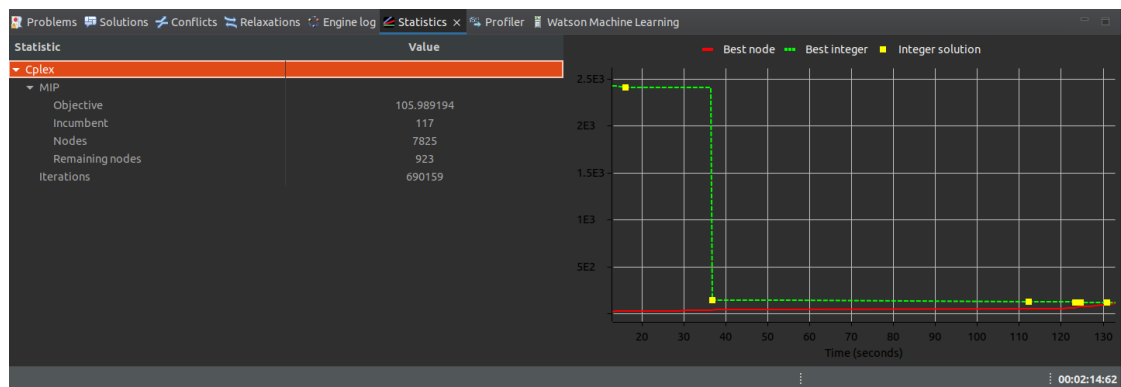 Problems Solutions Conflicts Relaxations Engine log Statistics × Profiler Watson Machine Learning
Statistic Value
Cplex
MIP
Objective 105.989194
Incumbent 117
Nodes 7825
Remaining nodes 923
Iterations 690159
Best node Best integer Integer solution
2.5E3
2E3
1.5E3
1E3
5E2
20 30 40 50 60 70 80 90 100 110 120 130
Time (seconds)
00:02:14:62